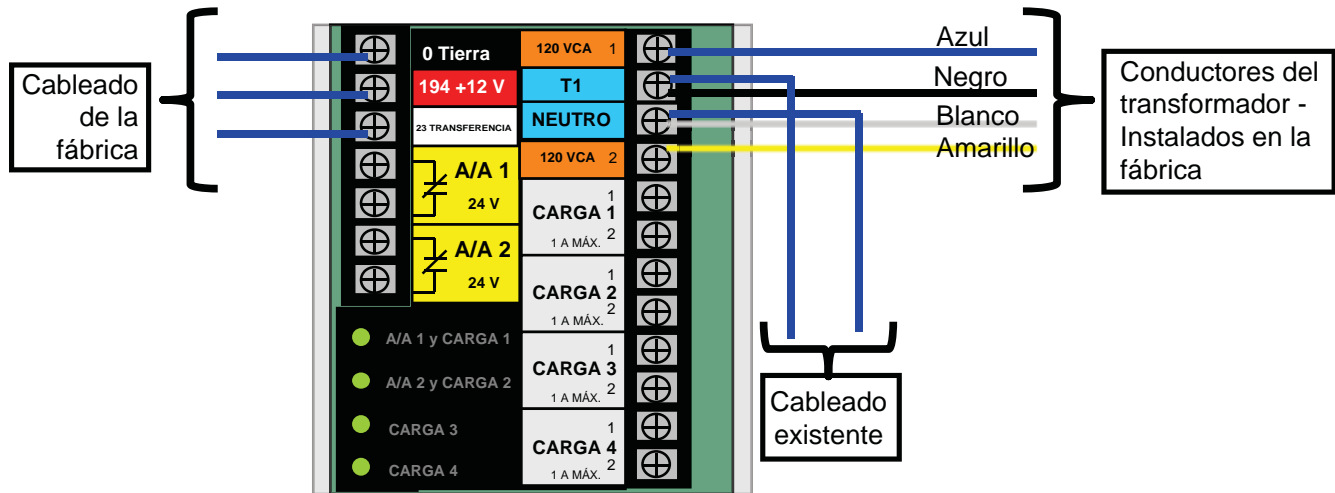 Cableado
de la
fábrica
0 Tierra
194 +12 V
23 TRANSFERENCIA
A/A 1
24 V
A/A 2
24 V
A/A 1 y CARGA 1
A/A 2 y CARGA 2
CARGA 3
CARGA 4
120 VCA 1
T1
NEUTRO
120 VCA 2
1
CARGA 1
1 A MÁX. 2
1
CARGA 2
1 A MÁX. 2
1
CARGA 3
1 A MÁX. 2
1
CARGA 4
1 A MÁX. 2
Azul
Negro
Blanco
Amarillo
Conductores del
transformador -
Instalados en la
fábrica
Cableado
existente